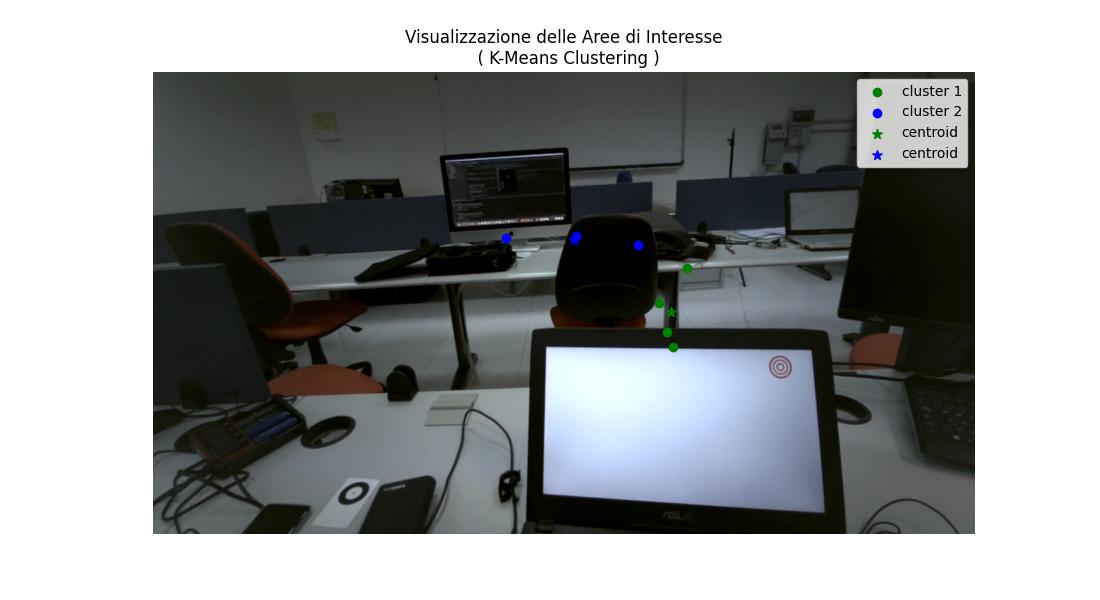 Visualizzazione delle Aree di Interesse
( K-Means Clustering )
cluster 1
cluster 2
centroid
centroid
ASUS